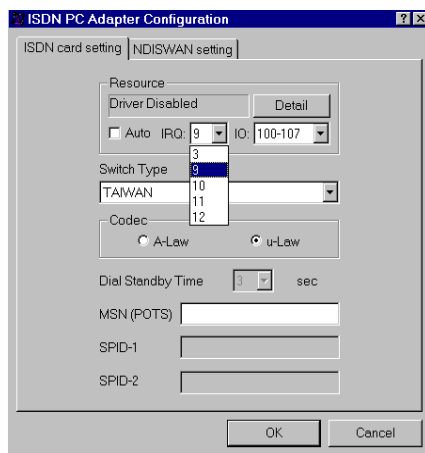 ISDN PC Adapter Configuration
ISDN card setting NDISWAN setting
Resource
Driver Disabled Detail
Auto IRQ: 9 IO: 100-107
3
9
10
11
12
Switch Type
TAIWAN
Codec
A-Law u-Law
Dial Standby Time 3 sec
MSN (POTS)
SPID-1
SPID-2
OK Cancel